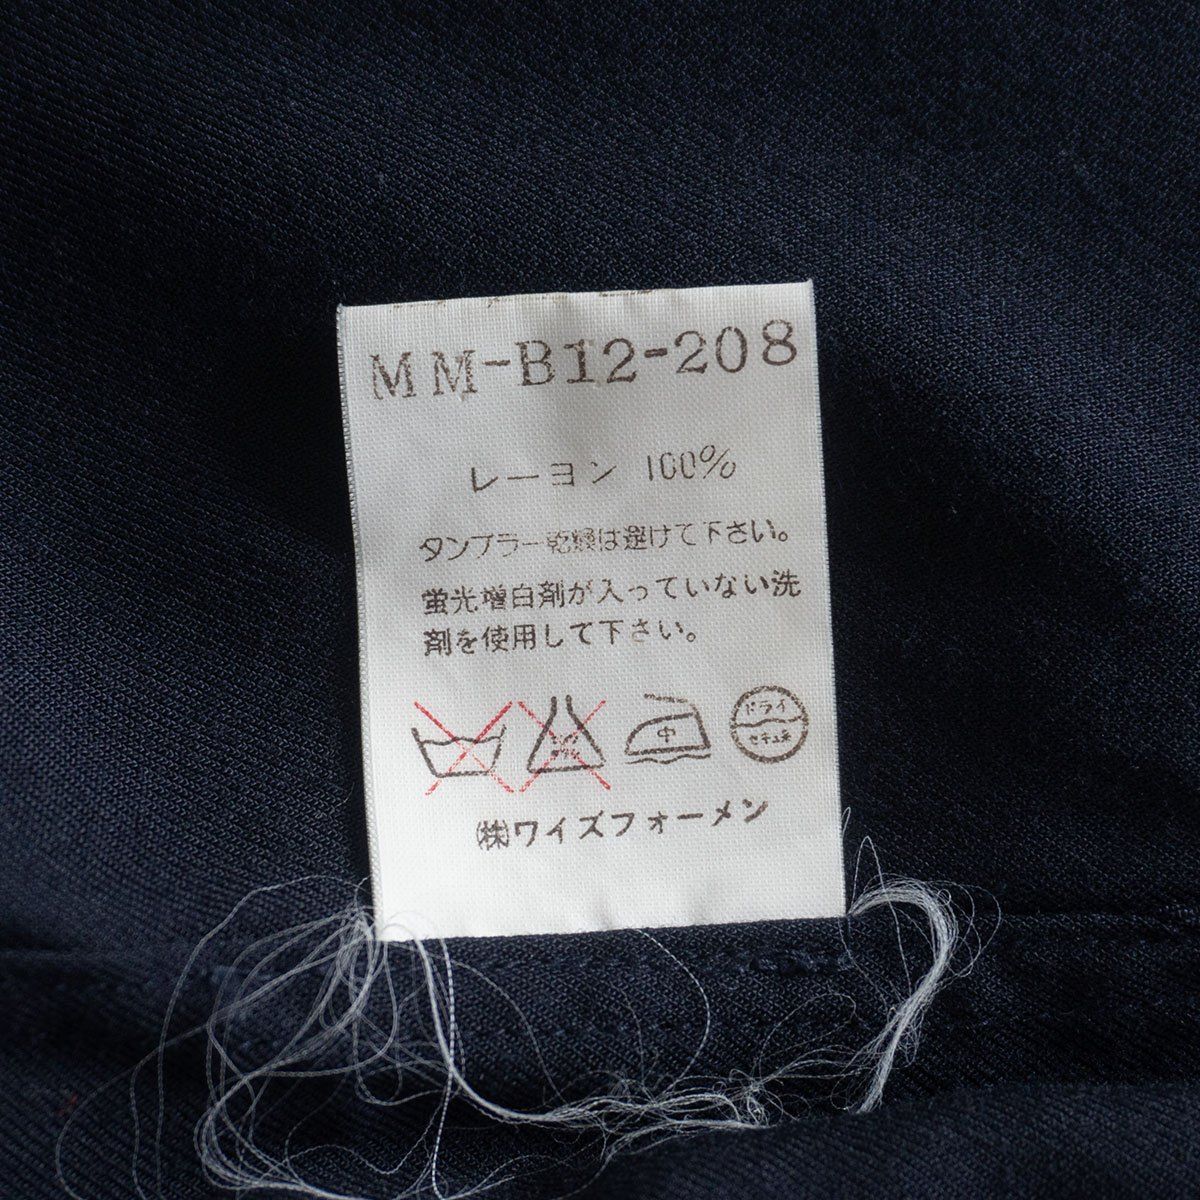 MM-B12-208
レーヨン 100%
タンブラー乾燥は避けて下さい。
蛍光増白剤が入っていない洗
剤を使用して下さい。
中
ドライ
セキユ系
㈱ワイズフォーメン